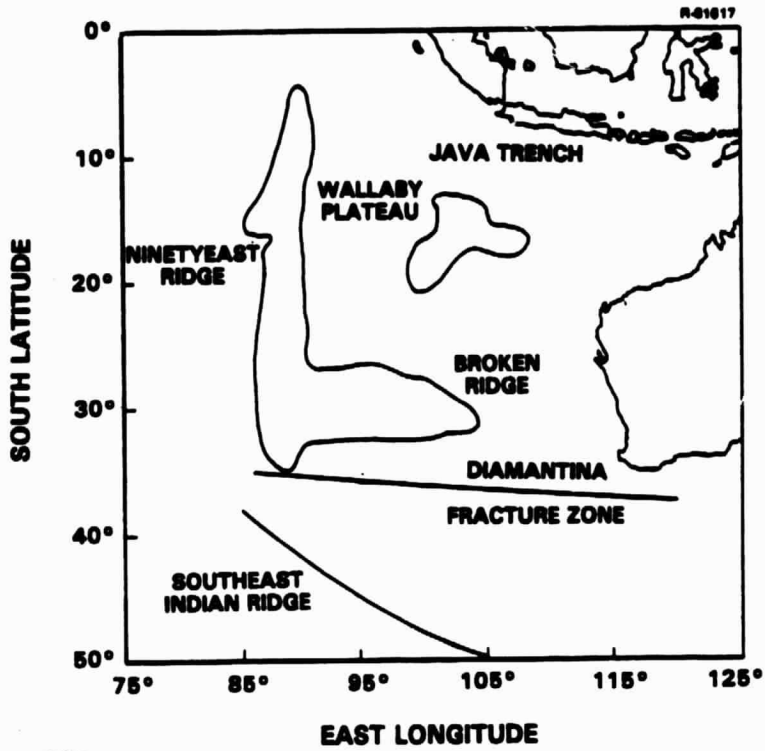 R-61617
0°
JAVA TRENCH
10°
WALLABY
PLATEAU
NINETYEAST
RIDGE
20°
BROKEN
RIDGE
30°
DIAMANTINA
FRACTURE ZONE
40°
SOUTHEAST
INDIAN RIDGE
50°
75° 85° 95° 105° 115° 125°
SOUTH LATITUDE
EAST LONGITUDE